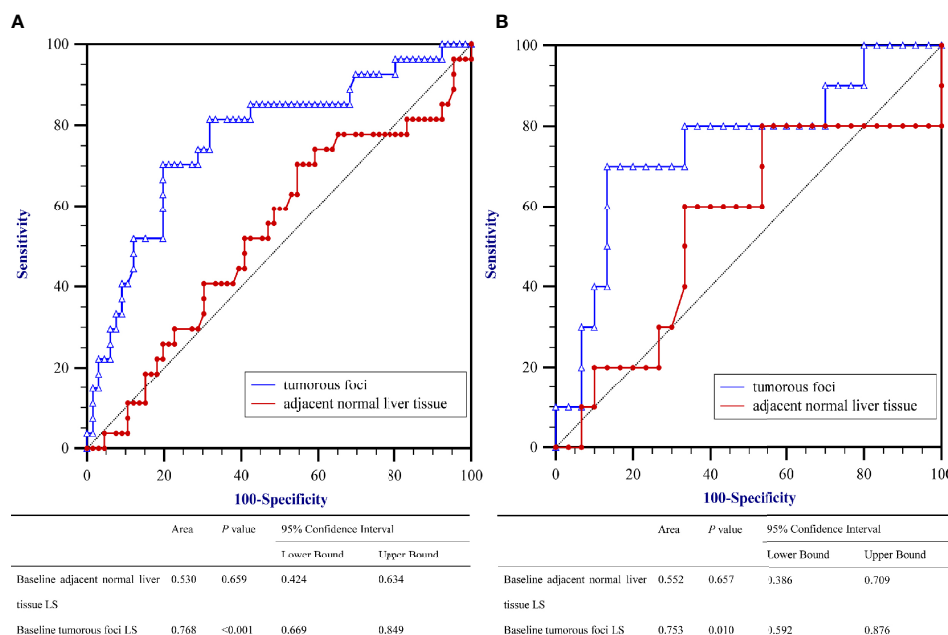 A
100
80
60
40
20
0
Sensitivity
tumorous foci
adjacent normal liver tissue
0 20 40 60 80 100
100-Specificity
Area P value 95% Confidence Interval
Lower Bound Upper Bound
Baseline adjacent normal liver 0.530 0.659 0.424 0.634
tissue LS
Baseline tumorous foci LS 0.768 <0.001 0.669 0.849
B
100
80
60
40
20
0
Sensitivity
tumorous foci
adjacent normal liver tissue
0 20 40 60 80 100
100-Specificity
Area P value 95% Confidence Interval
Lower Bound Upper Bound
Baseline adjacent normal liver 0.552 0.657 0.386 0.709
tissue LS
Baseline tumorous foci LS 0.753 0.010 0.592 0.876